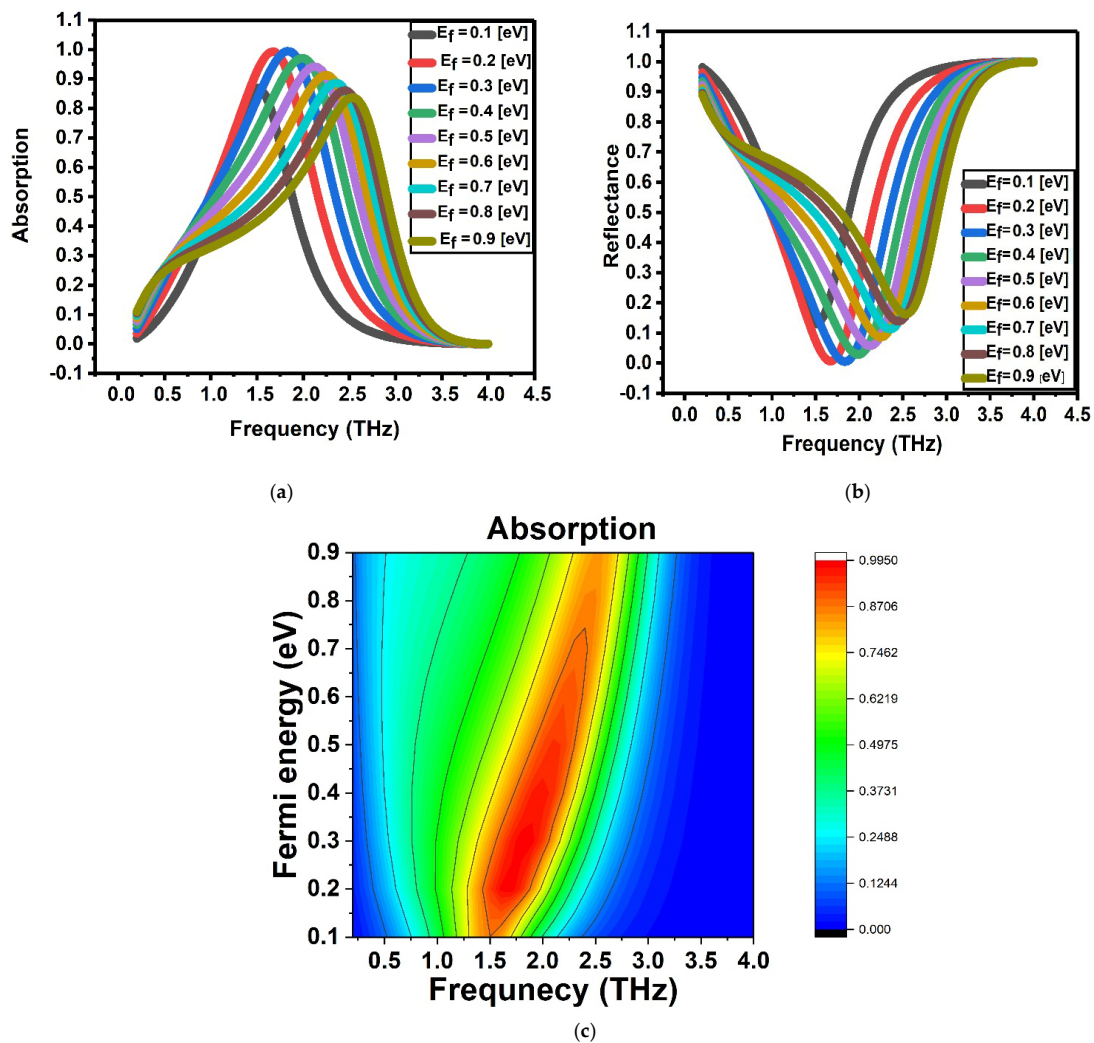 1.1
1.0
0.9
0.8
0.7
0.6
0.5
0.4
0.3
0.2
0.1
0.0
-0.1
Absorption
0.0 0.5 1.0 1.5 2.0 2.5 3.0 3.5 4.0 4.5
Frequency (THz)
Ef = 0.1 [eV]
Ef = 0.2 [eV]
Ef = 0.3 [eV]
Ef = 0.4 [eV]
Ef = 0.5 [eV]
Ef = 0.6 [eV]
Ef = 0.7 [eV]
Ef = 0.8 [eV]
Ef = 0.9 [eV]
(a)
1.1
1.0
0.9
0.8
0.7
0.6
0.5
0.4
0.3
0.2
0.1
0.0
-0.1
Reflectance
0.0 0.5 1.0 1.5 2.0 2.5 3.0 3.5 4.0 4.5
Frequency (THz)
Ef = 0.1 [eV]
Ef = 0.2 [eV]
Ef = 0.3 [eV]
Ef = 0.4 [eV]
Ef = 0.5 [eV]
Ef = 0.6 [eV]
Ef = 0.7 [eV]
Ef = 0.8 [eV]
Ef = 0.9 [eV]
(b)
Absorption
0.9
0.8
0.7
0.6
0.5
0.4
0.3
0.2
0.1
Fermi energy (eV)
0.5 1.0 1.5 2.0 2.5 3.0 3.5 4.0
Frequnecy (THz)
0.9950
0.8706
0.7462
0.6219
0.4975
0.3731
0.2488
0.1244
0.000
(c)